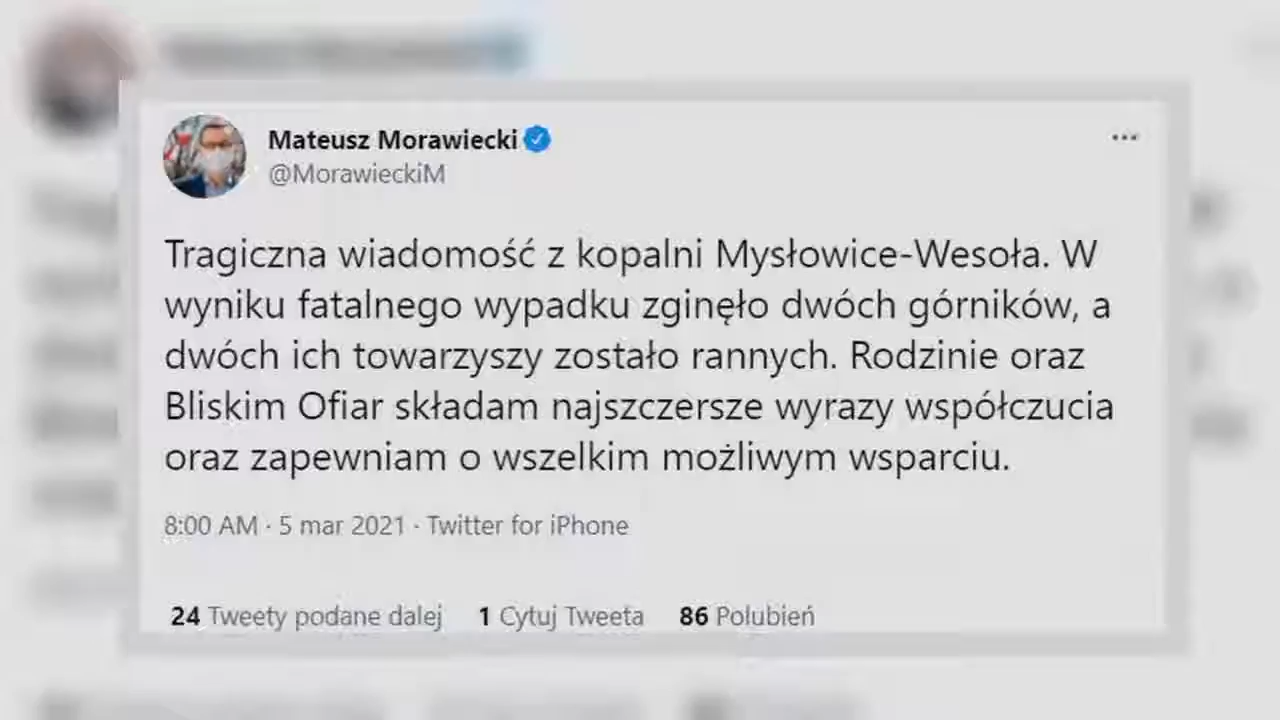 Mateusz Morawiecki
@MorawieckiM
Tragiczna wiadomość z kopalni Mysłowice-Wesoła. W
wyniku fatalnego wypadku zginęło dwóch górników, a
dwóch ich towarzyszy zostało rannych. Rodzinie oraz
Bliskim Ofiar składam najszczersze wyrazy współczucia
oraz zapewniam o wszelkim możliwym wsparciu.
8:00 AM · 5 mar 2021 · Twitter for iPhone
24 Tweety podane dalej 1 Cytuj Tweeta 86 Polubień